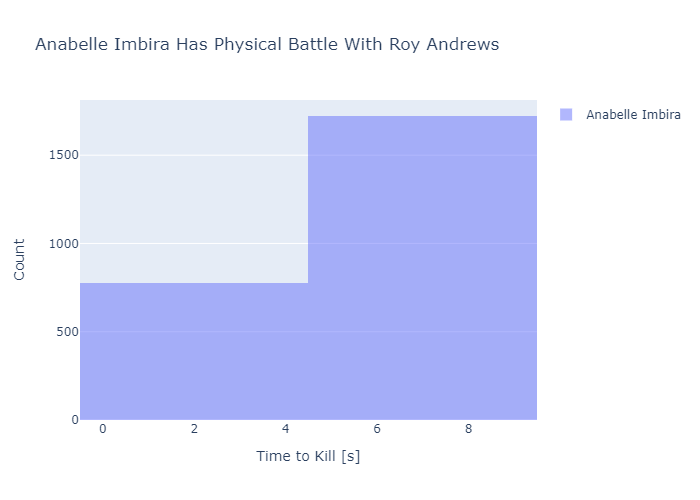 Anabelle Imbira Has Physical Battle With Roy Andrews
Anabelle Imbira
1500
1000
500
0
Count
0 2 4 6 8
Time to Kill [s]